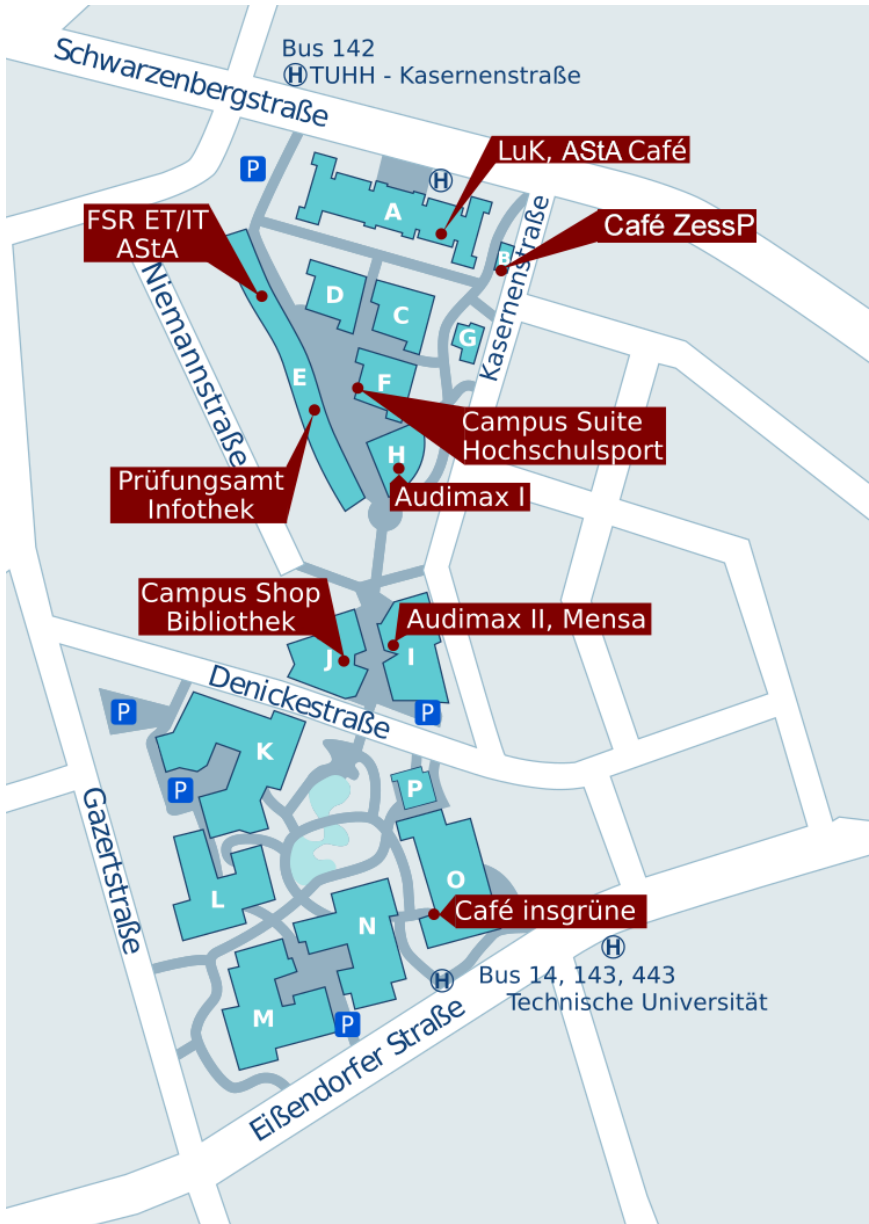 Bus 142
Ⓗ TUHH - Kasernenstraße
Schwarzenbergstraße
LuK, AStA Café
P
H
A
FSR ET/IT
AStA
Café ZessP
B
Kasernenstraße
Niemannstraße
D
C
G
E
F
Campus Suite
Hochschulsport
H
Prüfungsamt
Infothek
Audimax I
Campus Shop
Bibliothek
Audimax II, Mensa
J
I
Denickestraße
P
P
K
P
P
Gazertstraße
L
O
Café insgrüne
N
H
H
Bus 14, 143, 443
Technische Universität
M
P
Eißendorfer Straße